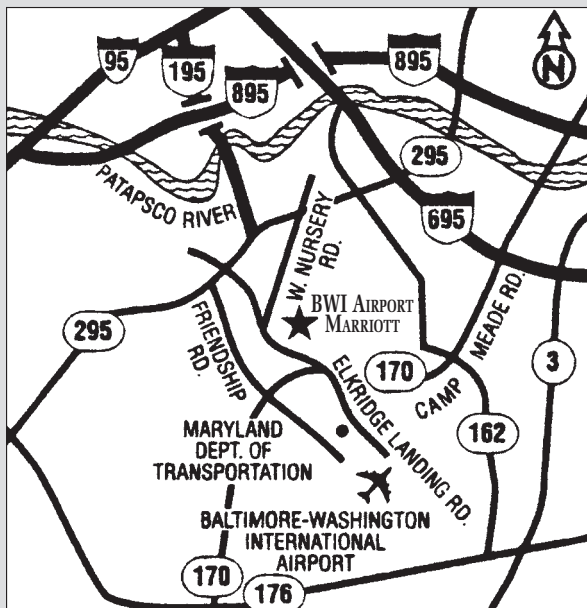 95
195
895
895
N
295
PATAPSCO RIVER
695
W. NURSERY
RD.
BWI AIRPORT
MARRIOTT
295
FRIENDSHIP
RD.
170
CAMP MEADE RD.
3
ELKRIDGE LANDING RD.
162
MARYLAND
DEPT. OF
TRANSPORTATION
BALTIMORE-WASHINGTON
INTERNATIONAL
AIRPORT
170
176